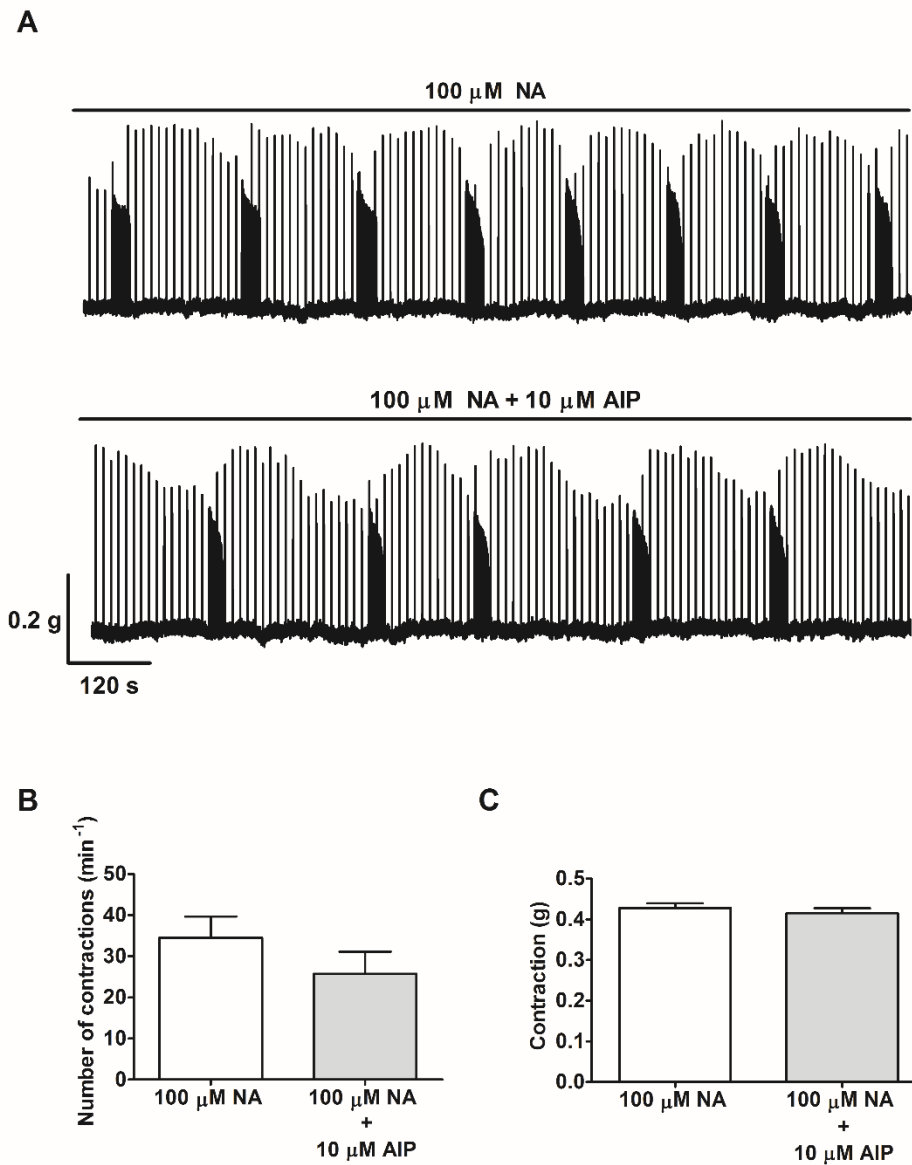 A
100 µM NA
100 µM NA + 10 µM AIP
0.2 g
120 s
B
Number of contractions (min⁻¹)
50
40
30
20
10
0
100 µM NA
100 µM NA
+
10 µM AIP
C
Contraction (g)
0.5
0.4
0.3
0.2
0.1
0.0
100 µM NA
100 µM NA
+
10 µM AIP